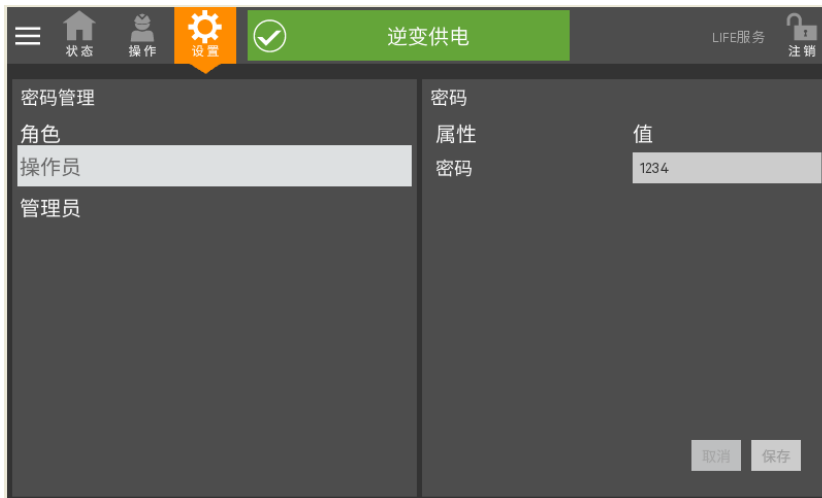 状态
操作
设置
逆变供电
LIFE服务
注销
密码管理
角色
操作员
管理员
密码
属性 值
密码 1234
取消 保存